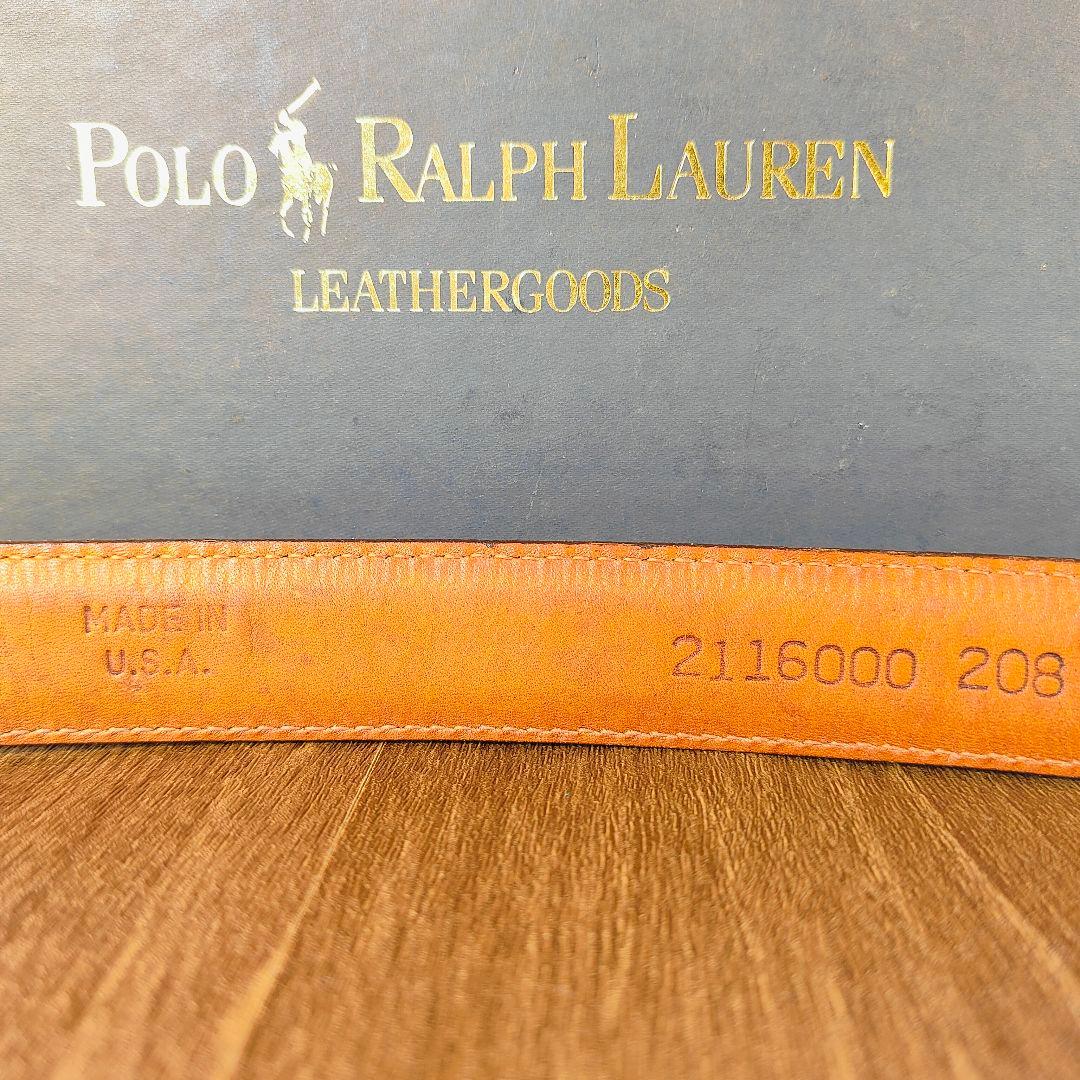 POLO RALPH LAUREN
LEATHERGOODS
MADE IN
U.S.A.
2116000 208